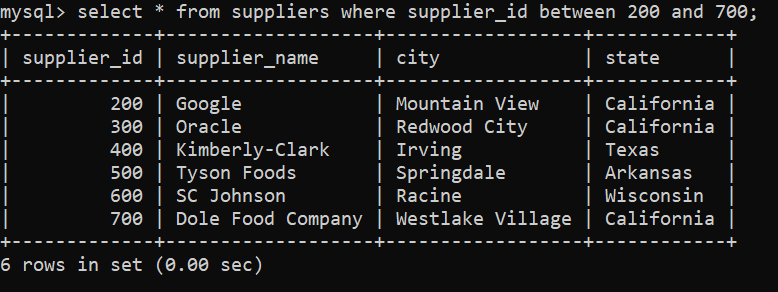 mysql> select * from suppliers where supplier_id between 200 and 700;
+-------------+-------------------+------------------+------------+
| supplier_id | supplier_name     | city             | state      |
+-------------+-------------------+------------------+------------+
|         200 | Google            | Mountain View    | California |
|         300 | Oracle            | Redwood City     | California |
|         400 | Kimberly-Clark    | Irving           | Texas      |
|         500 | Tyson Foods       | Springdale       | Arkansas   |
|         600 | SC Johnson        | Racine           | Wisconsin  |
|         700 | Dole Food Company | Westlake Village | California |
+-------------+-------------------+------------------+------------+
6 rows in set (0.00 sec)